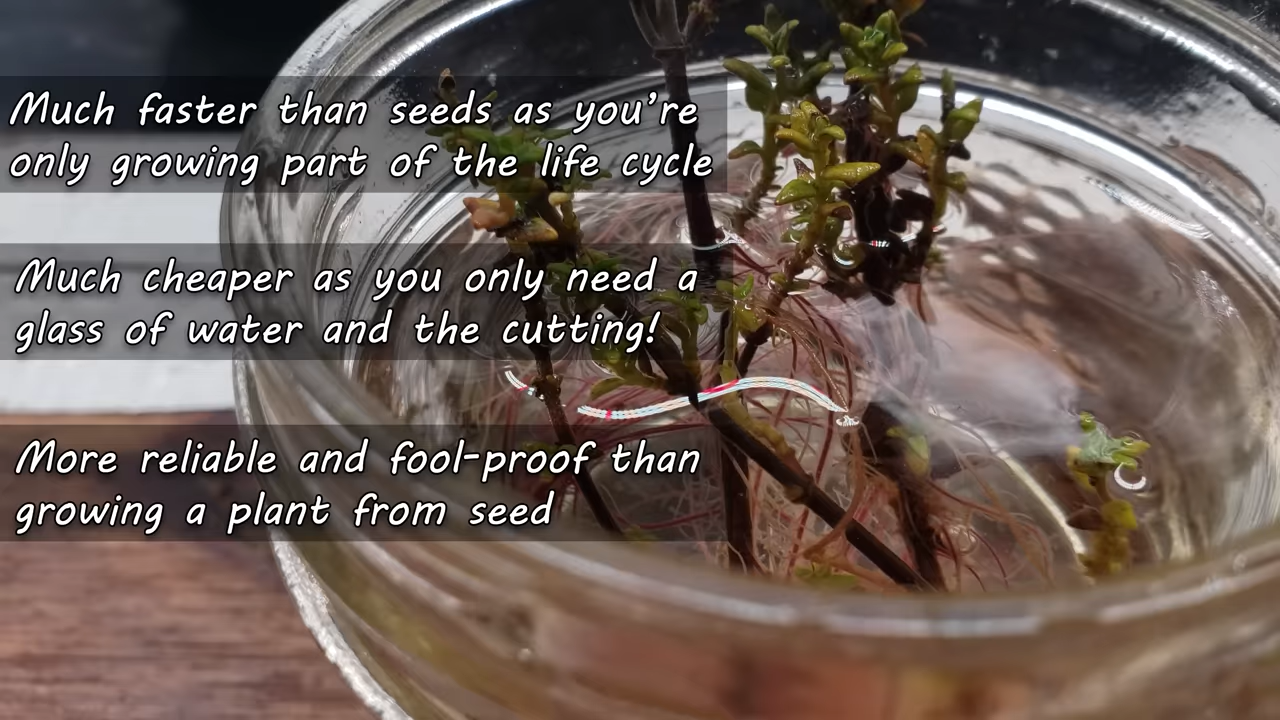 Much faster than seeds as you’re
only growing part of the life cycle
Much cheaper as you only need a
glass of water and the cutting!
More reliable and fool-proof than
growing a plant from seed